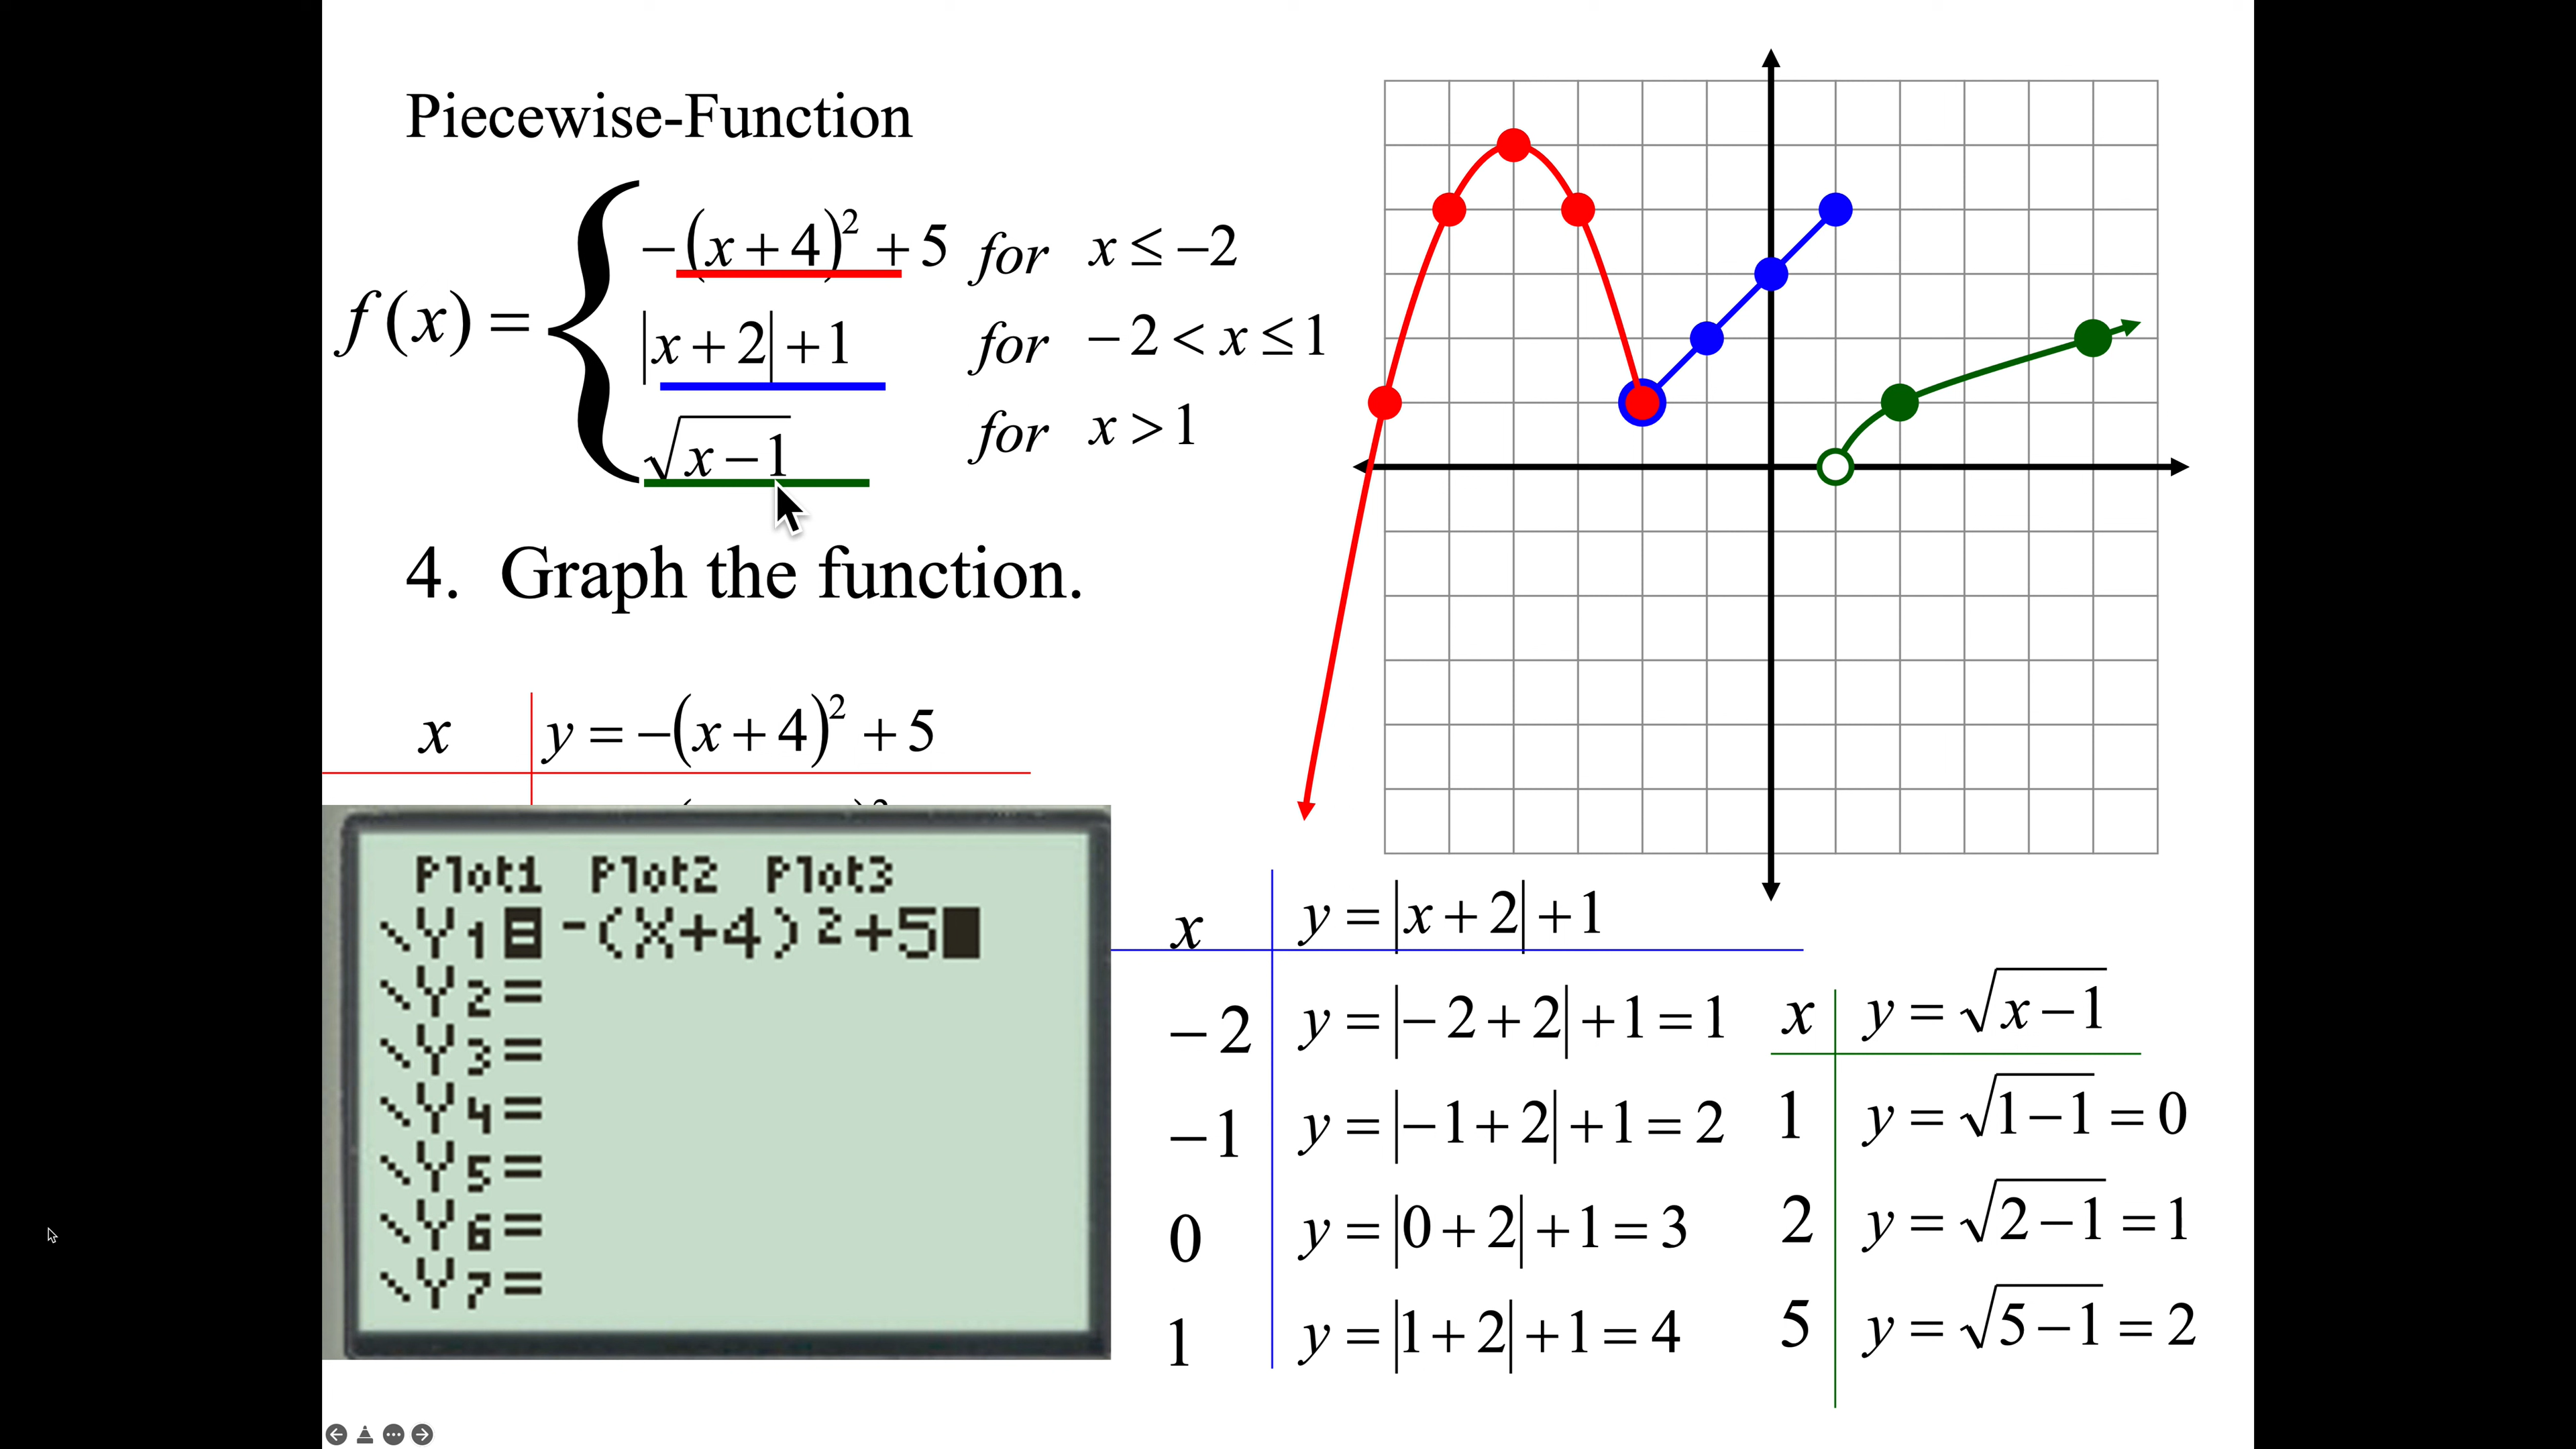 Piecewise-Function
f(x) = {
−(x+4)²+5 for x ≤ −2
|x+2|+1 for −2 < x ≤ 1
√(x−1) for x > 1
4. Graph the function.
x y = −(x+4)²+5
Plot1 Plot2 Plot3
\Y1=-(X+4)²+5
\Y2=
\Y3=
\Y4=
\Y5=
\Y6=
\Y7=
x y = |x+2|+1
−2 y = |−2+2|+1 = 1
−1 y = |−1+2|+1 = 2
0 y = |0+2|+1 = 3
1 y = |1+2|+1 = 4
x y = √(x−1)
1 y = √(1−1) = 0
2 y = √(2−1) = 1
5 y = √(5−1) = 2